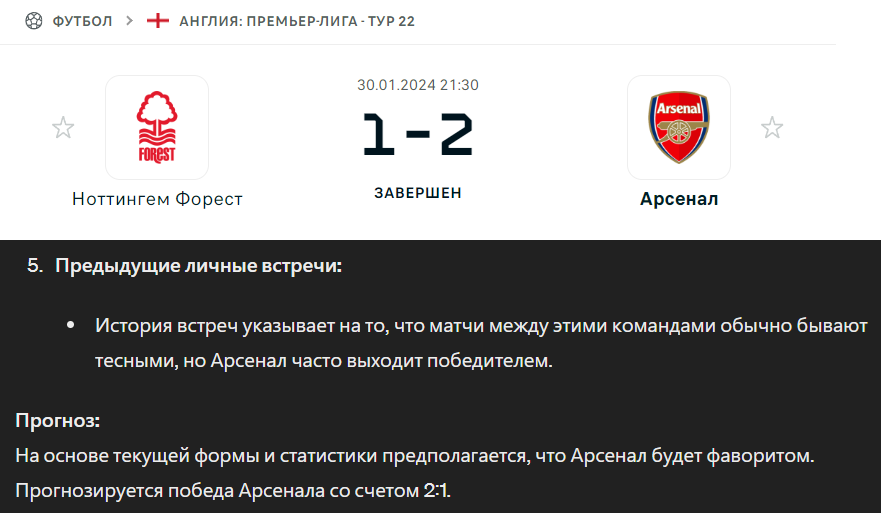 ФУТБОЛ > АНГЛИЯ: ПРЕМЬЕР-ЛИГА - ТУР 22
30.01.2024 21:30
FOREST
1 - 2
Arsenal
ЗАВЕРШЕН
Ноттингем Форест
Арсенал
5. Предыдущие личные встречи:
• История встреч указывает на то, что матчи между этими командами обычно бывают
тесными, но Арсенал часто выходит победителем.
Прогноз:
На основе текущей формы и статистики предполагается, что Арсенал будет фаворитом.
Прогнозируется победа Арсенала со счетом 2:1.